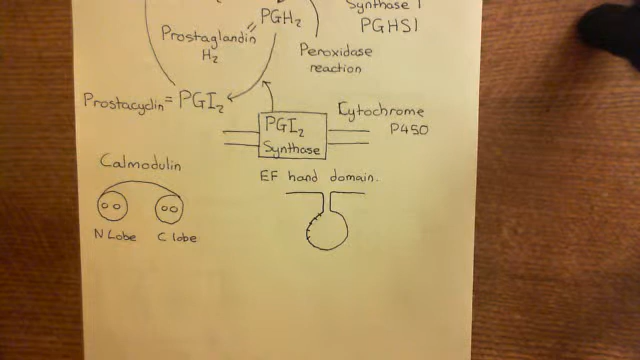 Synthase 1
PGHS1
PGH₂
Prostaglandin =
H₂
Peroxidase
reaction
Prostacyclin = PGI₂
Cytochrome
P450
PGI₂
Synthase
Calmodulin
EF hand domain.
N Lobe C lobe